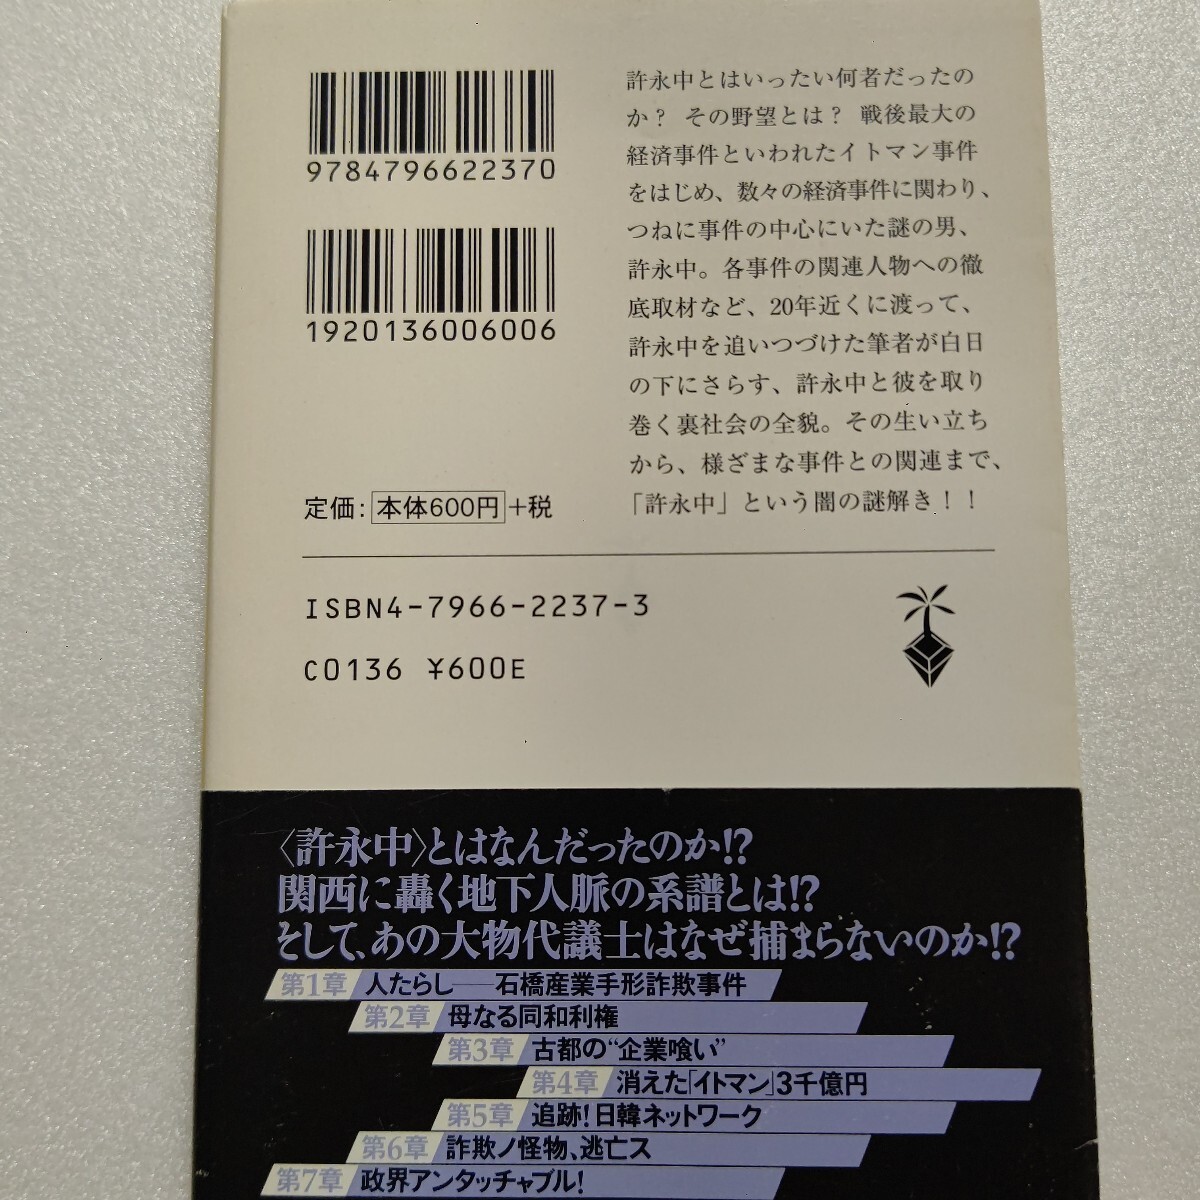 9784796622370
1920136006006
定価: 本体600円+税
許永中とはいったい何者だったの
か？ その野望とは？ 戦後最大の
経済事件といわれたイトマン事件
をはじめ、数々の経済事件に関わり、
つねに事件の中心にいた謎の男、
許永中。各事件の関連人物への徹
底取材など、20年近くに渡って、
許永中を追いつづけた筆者が白日
の下にさらす、許永中と彼を取り
巻く裏社会の全貌。その生い立ち
から、様ざまな事件との関連まで、
「許永中」という闇の謎解き！！
ISBN4-7966-2237-3
C0136 ¥600E
〈許永中〉とはなんだったのか!?
関西に轟く地下人脈の系譜とは!?
そして、あの大物代議士はなぜ捕まらないのか!?
第1章 人たらし──石橋産業手形詐欺事件
第2章 母なる同和利権
第3章 古都の“企業喰い”
第4章 消えた「イトマン」3千億円
第5章 追跡!日韓ネットワーク
第6章 詐欺ノ怪物、逃亡ス
第7章 政界アンタッチャブル!